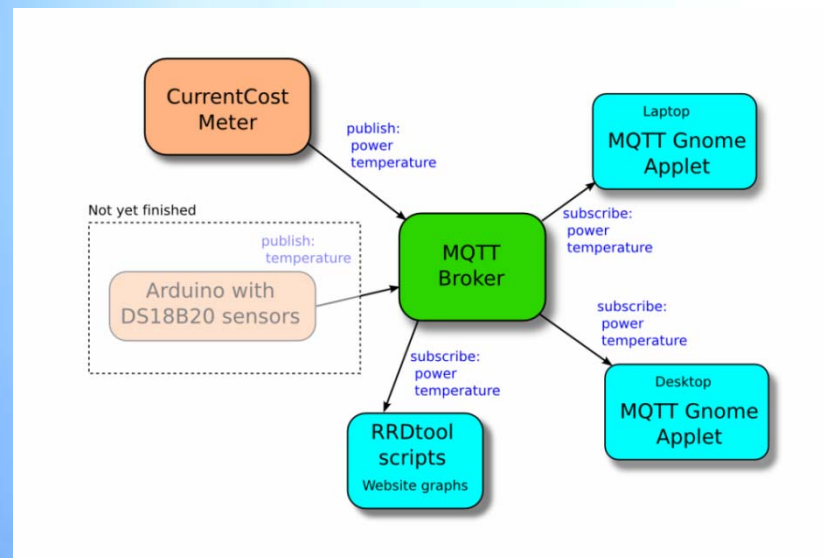 CurrentCost
Meter
publish:
power
temperature
Laptop
MQTT Gnome
Applet
Not yet finished
publish:
temperature
Arduino with
DS18B20 sensors
MQTT
Broker
subscribe:
power
temperature
subscribe:
power
temperature
subscribe:
power
temperature
Desktop
MQTT Gnome
Applet
RRDtool
scripts
Website graphs